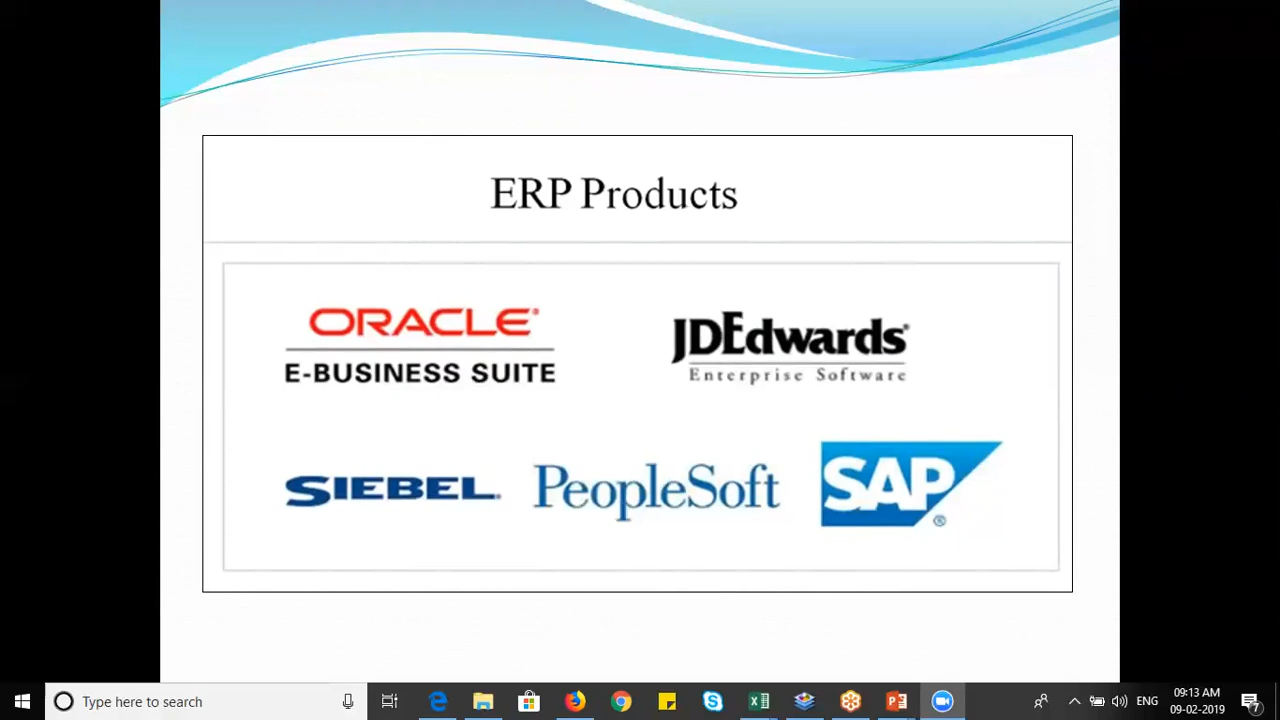 ERP Products
ORACLE®
E-BUSINESS SUITE
JDEdwards®
Enterprise Software
SIEBEL.
PeopleSoft
SAP
®
Type here to search
ENG
09:13 AM
09-02-2019
7